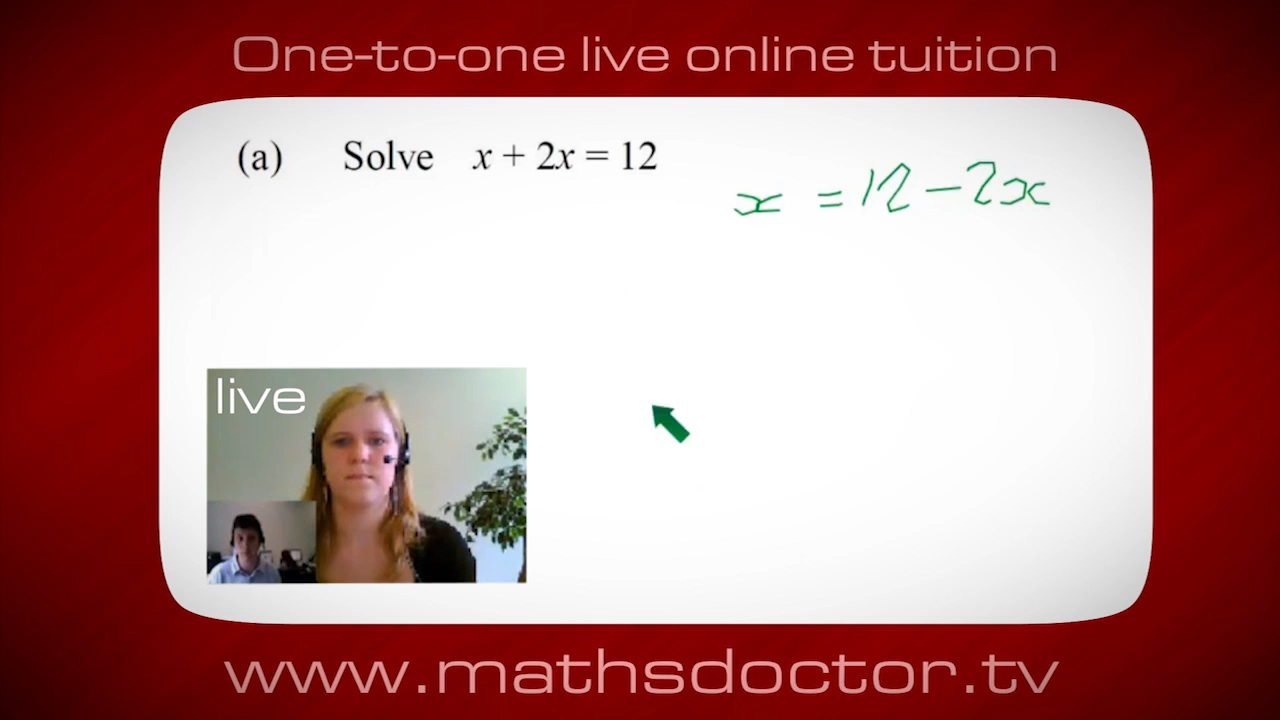 One-to-one live online tuition
(a) Solve x + 2x = 12
x = 12 - 2x
live
www.mathsdoctor.tv